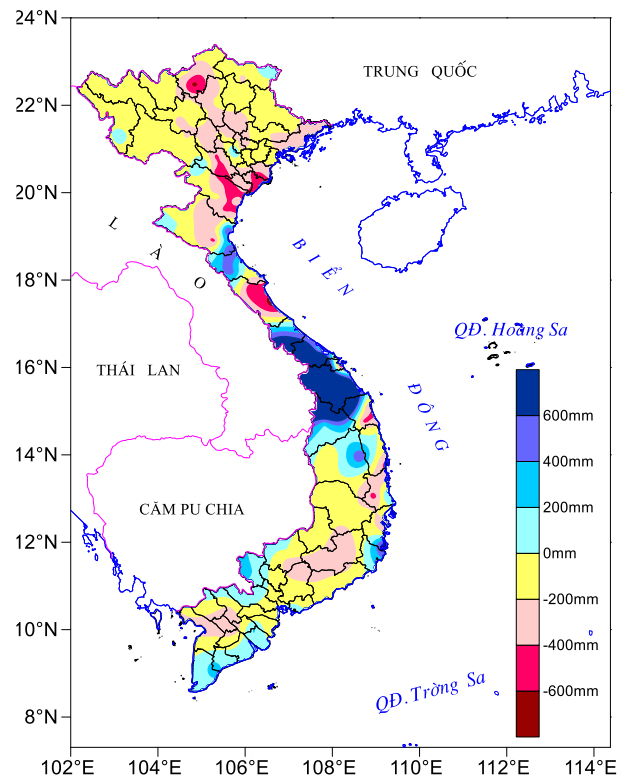 24°N
TRUNG QUỐC
22°N
20°N
L À O
BIỂN
18°N
QĐ. Hoàng Sa
16°N
THÁI LAN
ĐÔNG
600mm
14°N
400mm
CĂM PU CHIA
200mm
12°N
0mm
-200mm
10°N
-400mm
-600mm
QĐ. Trờng Sa
8°N
102°E 104°E 106°E 108°E 110°E 112°E 114°E